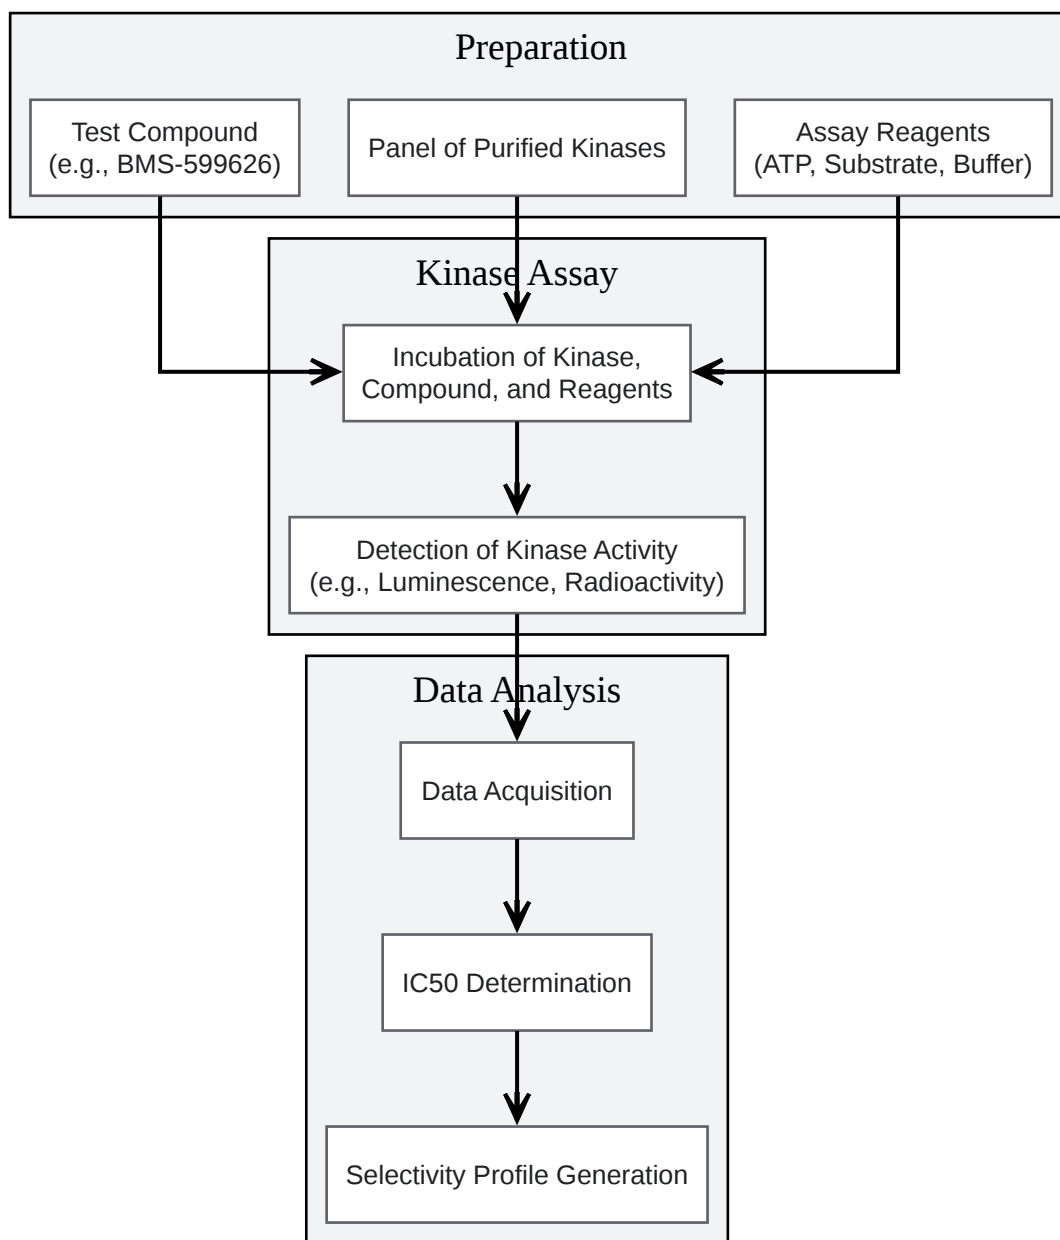 Preparation
Test Compound
(e.g., BMS-599626)
Panel of Purified Kinases
Assay Reagents
(ATP, Substrate, Buffer)
Kinase Assay
Incubation of Kinase,
Compound, and Reagents
Detection of Kinase Activity
(e.g., Luminescence, Radioactivity)
Data Analysis
Data Acquisition
IC50 Determination
Selectivity Profile Generation